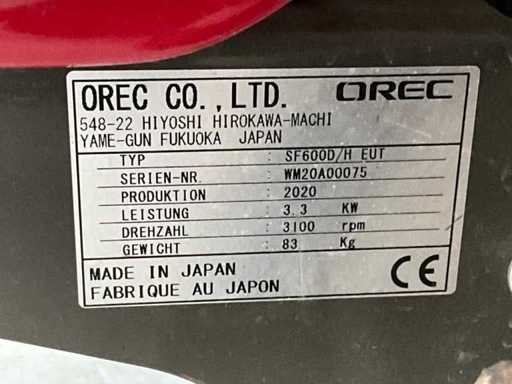 OREC CO.,LTD. OREC
548-22 HIYOSHI HIROKAWA-MACHI
YAME-GUN FUKUOKA JAPAN
TYP SF600D/H EUT
SERIEN-NR. WM20A00075
PRODUKTION 2020
LEISTUNG 3.3 KW
DREHZAHL 3100 rpm
GEWICHT 83 Kg
MADE IN JAPAN
FABRIQUE AU JAPON
CE